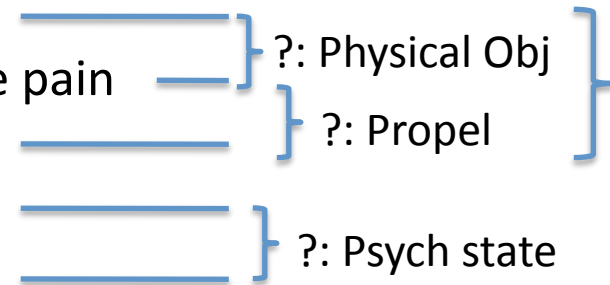 ?: Physical Obj
e pain
?: Propel
?: Psych state